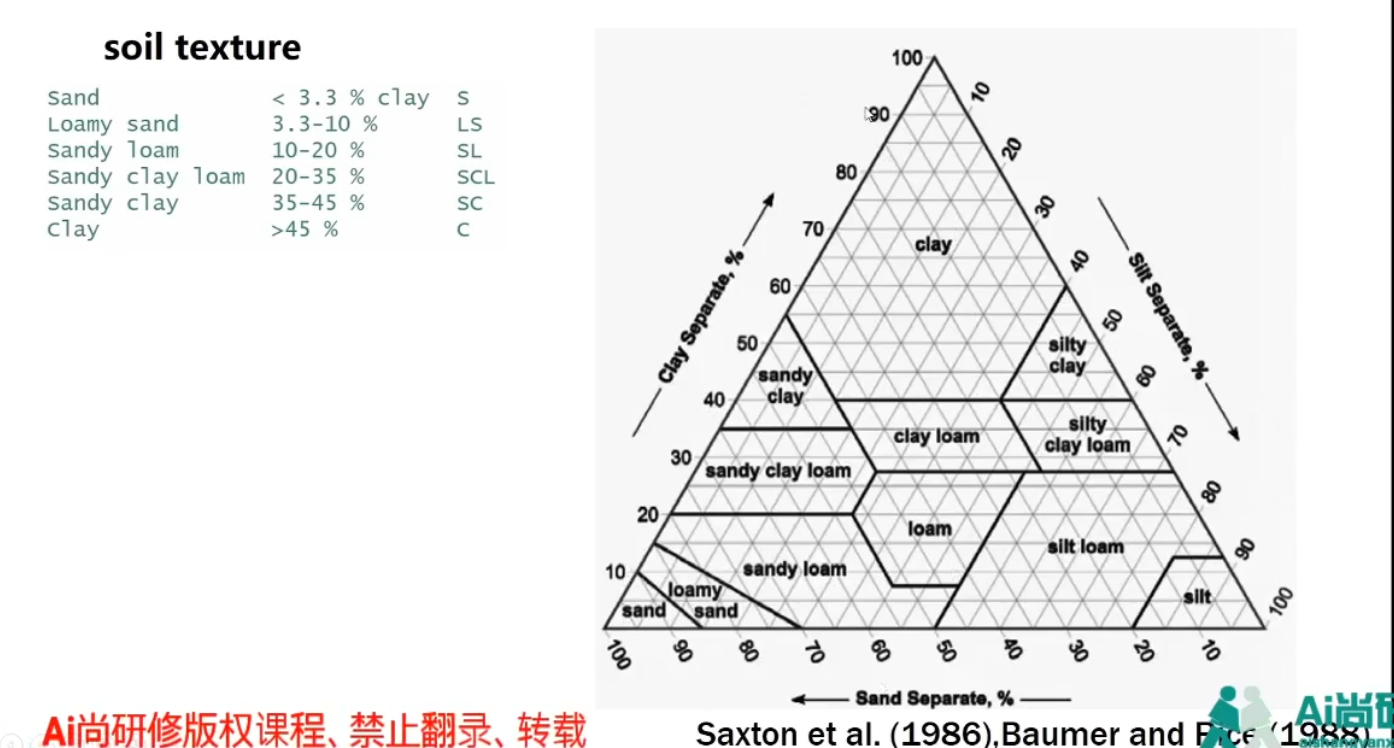 soil texture
Sand < 3.3 % clay S
Loamy sand 3.3-10 % LS
Sandy loam 10-20 % SL
Sandy clay loam 20-35 % SCL
Sandy clay 35-45 % SC
Clay >45 % C
100
90
80
70
60
50
40
30
20
10
Clay Separate, %
10
20
30
40
50
60
70
80
90
100
Silt Separate, %
clay
silty
clay
sandy
clay
clay loam
silty
clay loam
sandy clay loam
loam
silt loam
sandy loam
loamy
sand
sand
silt
100
90
80
70
60
50
40
30
20
10
Sand Separate, %
Ai尚研修版权课程、禁止翻录、转载
Saxton et al. (1986),Baumer and Rice (1988)
Ai尚研